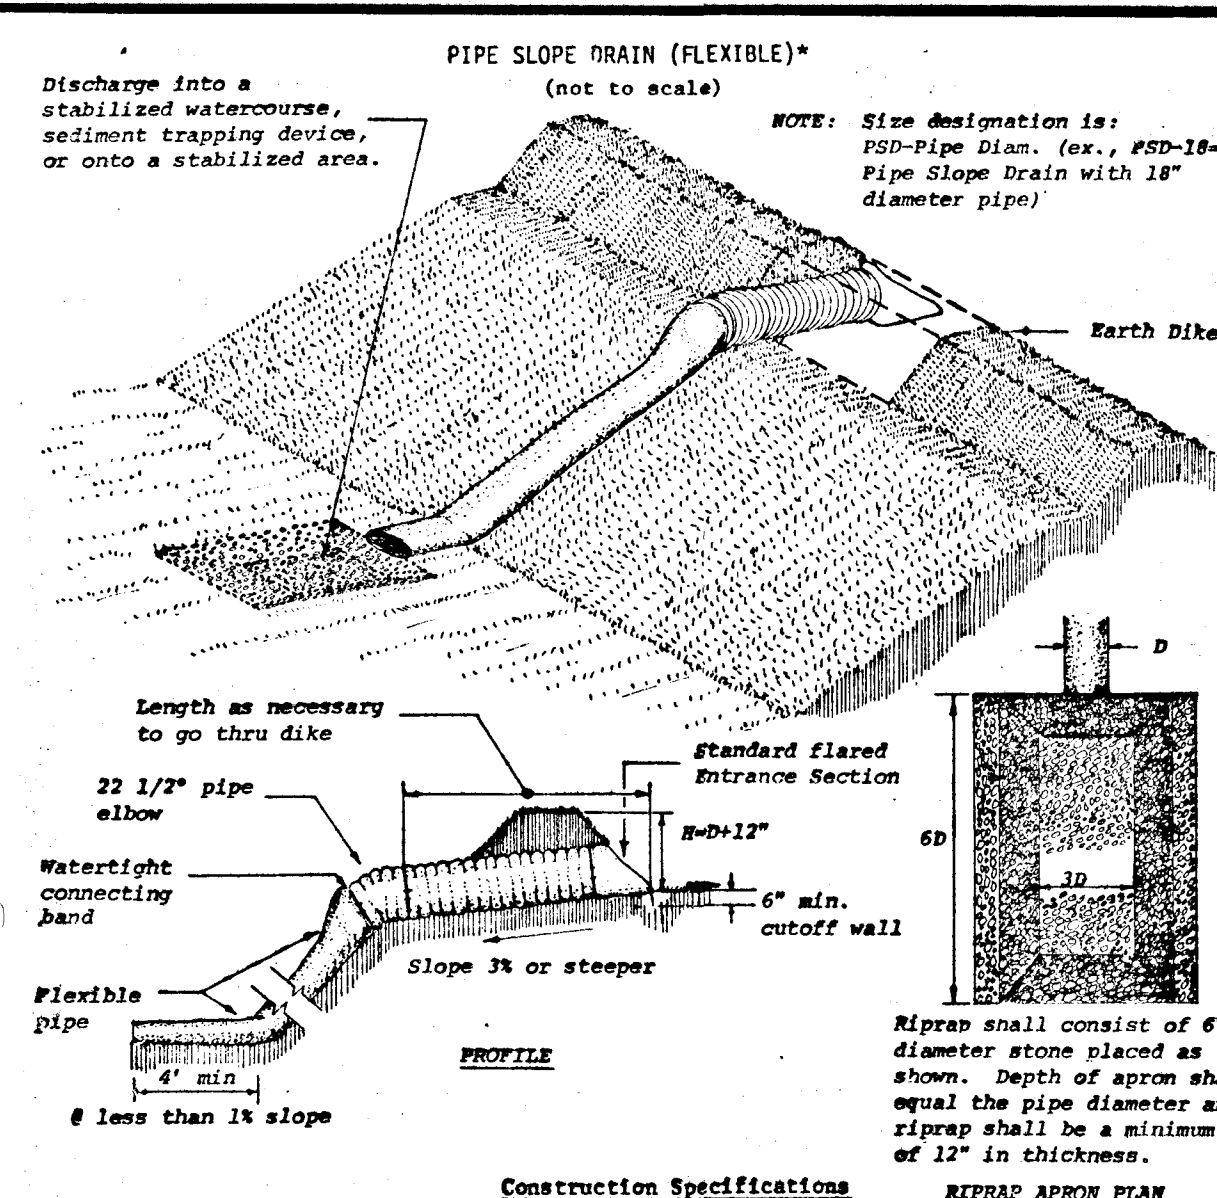 PIPE SLOPE DRAIN (FLEXIBLE)*
(not to scale)
Discharge into a
stabilized watercourse,
sediment trapping device,
or onto a stabilized area.
NOTE: Size designation is:
PSD-Pipe Diam. (ex., PSD-18=
Pipe Slope Drain with 18"
diameter pipe)
Earth Dike
D
Length as necessary
to go thru dike
Standard flared
Entrance Section
22 1/2° pipe
elbow
H=D+12"
6D
Watertight
connecting
band
3D
6" min.
cutoff wall
Slope 3% or steeper
Flexible
pipe
PROFILE
4' min
@ less than 1% slope
Riprap shall consist of 6
diameter stone placed as
shown. Depth of apron sh
equal the pipe diameter a
riprap shall be a minimum
of 12" in thickness.
Construction Specifications
RIPRAP APRON PLAN